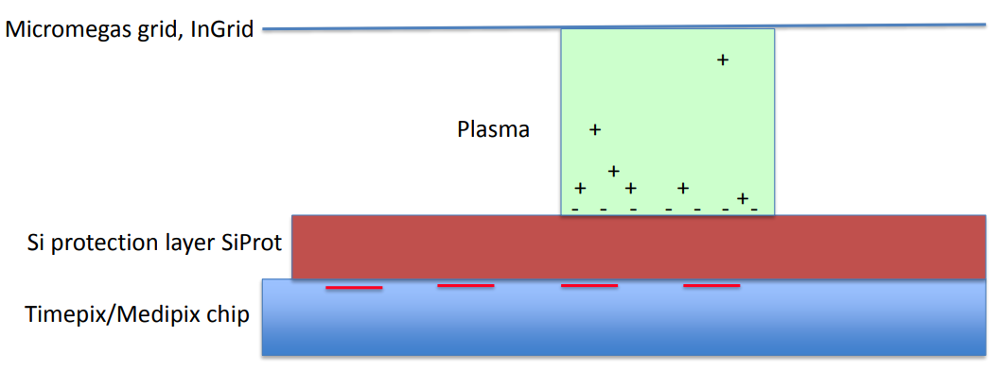 Micromegas grid, InGrid
+
Plasma
+
+
+ + + +
- - - - - - -
Si protection layer SiProt
Timepix/Medipix chip